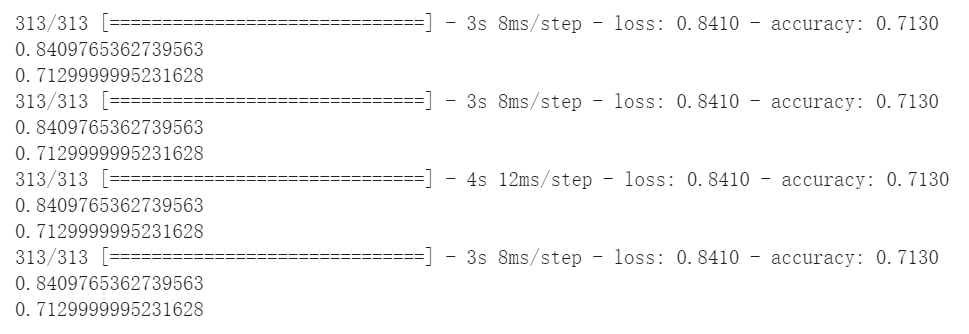 313/313 [==============================] - 3s 8ms/step - loss: 0.8410 - accuracy: 0.7130
0.8409765362739563
0.7129999995231628
313/313 [==============================] - 3s 8ms/step - loss: 0.8410 - accuracy: 0.7130
0.8409765362739563
0.7129999995231628
313/313 [==============================] - 4s 12ms/step - loss: 0.8410 - accuracy: 0.7130
0.8409765362739563
0.7129999995231628
313/313 [==============================] - 3s 8ms/step - loss: 0.8410 - accuracy: 0.7130
0.8409765362739563
0.7129999995231628